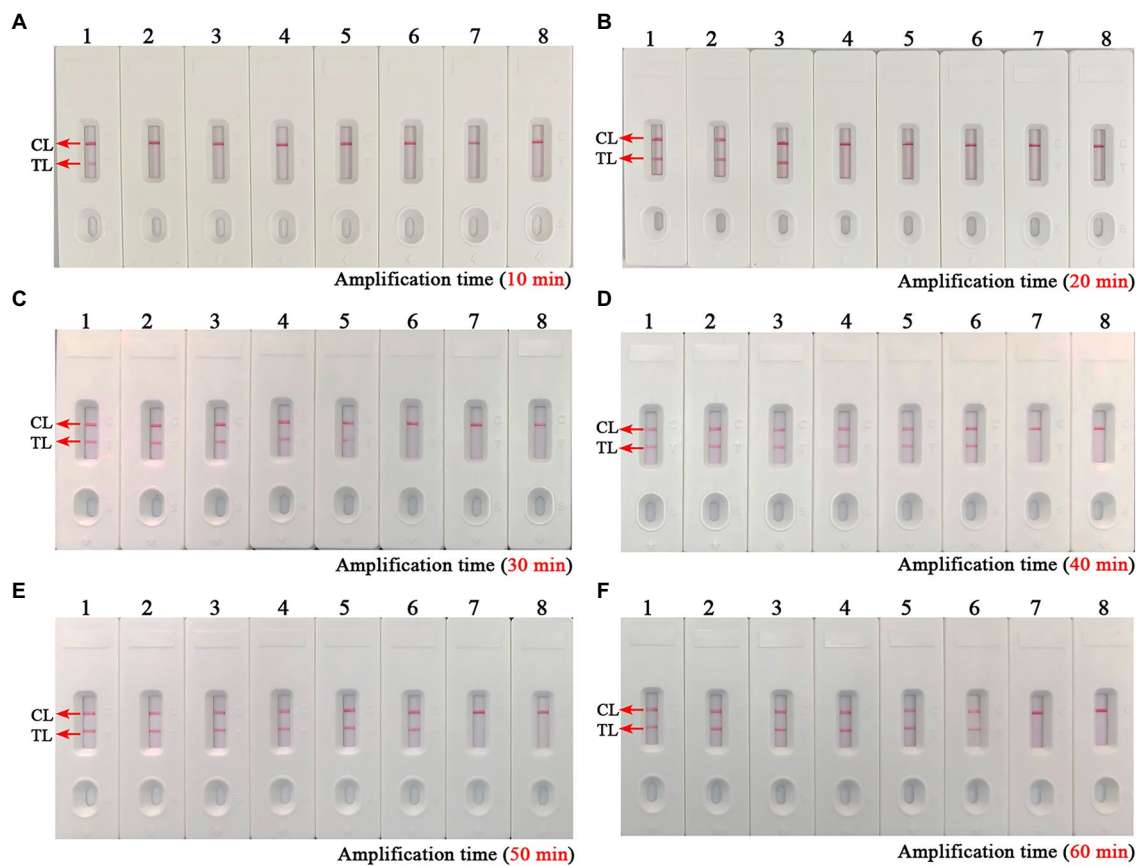 A
1 2 3 4 5 6 7 8
CL
TL
Amplification time (10 min)
B
1 2 3 4 5 6 7 8
CL
TL
Amplification time (20 min)
C
1 2 3 4 5 6 7 8
CL
TL
Amplification time (30 min)
D
1 2 3 4 5 6 7 8
CL
TL
Amplification time (40 min)
E
1 2 3 4 5 6 7 8
CL
TL
Amplification time (50 min)
F
1 2 3 4 5 6 7 8
CL
TL
Amplification time (60 min)